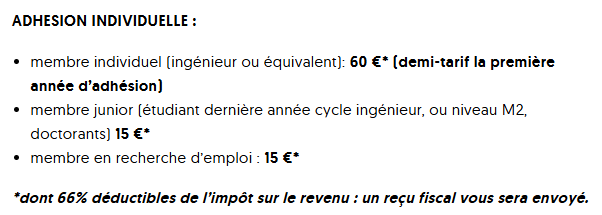 ADHESION INDIVIDUELLE :
• membre individuel (ingénieur ou équivalent): 60 €* (demi-tarif la première
année d’adhésion)
• membre junior (étudiant dernière année cycle ingénieur, ou niveau M2,
doctorants) 15 €*
• membre en recherche d’emploi : 15 €*
*dont 66% déductibles de l’impôt sur le revenu : un reçu fiscal vous sera envoyé.